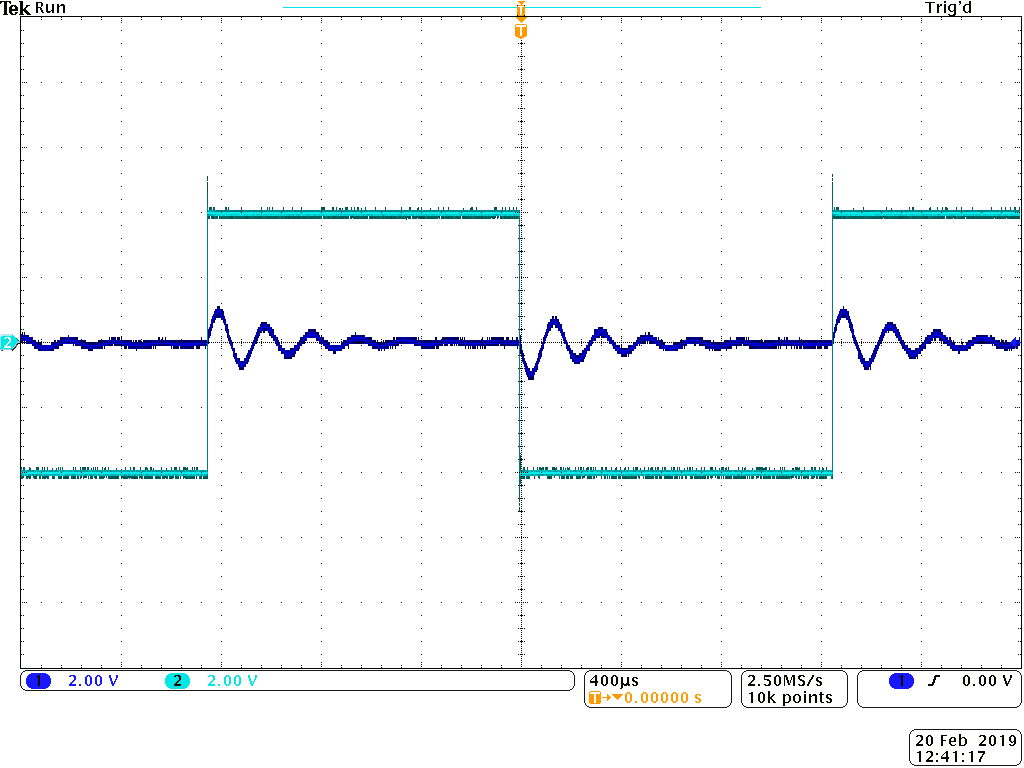 Tek Run Trig'd
T
T
2
1 2.00 V 2 2.00 V 400µs 2.50MS/s 1 0.00 V
T→▼0.00000 s 10k points
20 Feb 2019
12:41:17